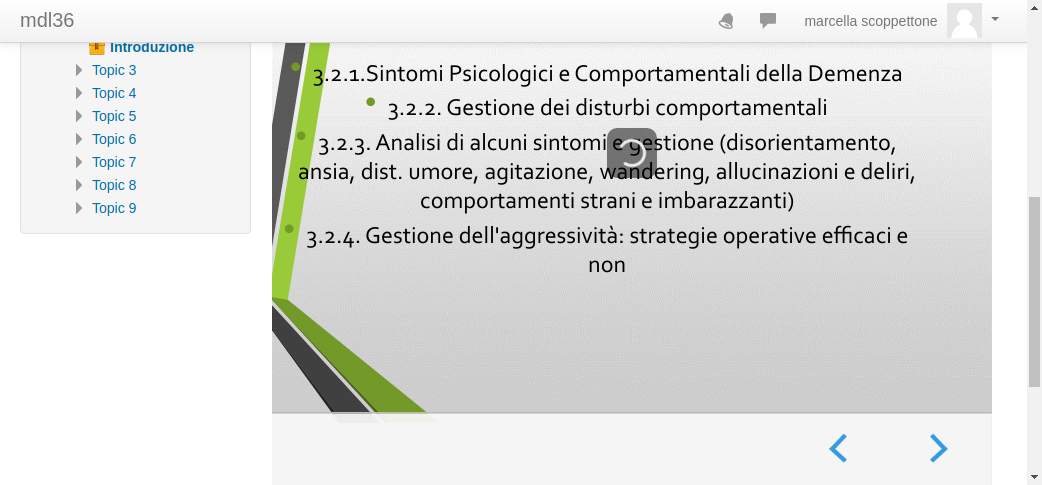 mdl36
marcella scoppettone
Introduzione
Topic 3
Topic 4
Topic 5
Topic 6
Topic 7
Topic 8
Topic 9
3.2.1.Sintomi Psicologici e Comportamentali della Demenza
3.2.2. Gestione dei disturbi comportamentali
3.2.3. Analisi di alcuni sintomi e gestione (disorientamento,
ansia, dist. umore, agitazione, wandering, allucinazioni e deliri,
comportamenti strani e imbarazzanti)
3.2.4. Gestione dell'aggressività: strategie operative efficaci e
non